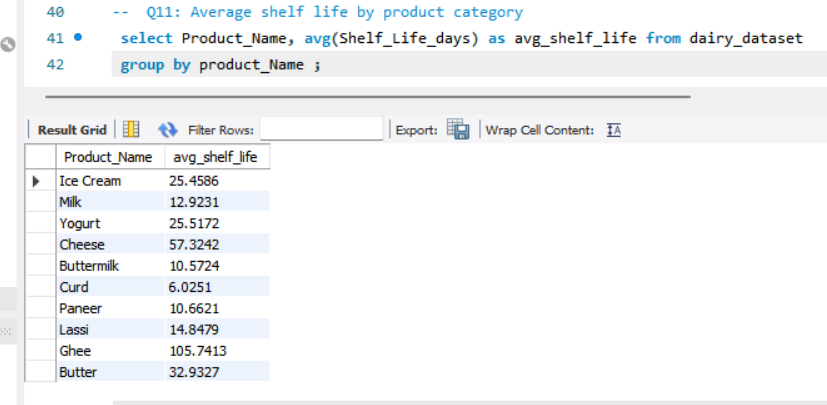 40 -- Q11: Average shelf life by product category
41 select Product_Name, avg(Shelf_Life_days) as avg_shelf_life from dairy_dataset
42 group by product_Name ;
Result Grid Filter Rows: Export: Wrap Cell Content: IA
Product_Name avg_shelf_life
Ice Cream 25.4586
Milk 12.9231
Yogurt 25.5172
Cheese 57.3242
Buttermilk 10.5724
Curd 6.0251
Paneer 10.6621
Lassi 14.8479
Ghee 105.7413
Butter 32.9327